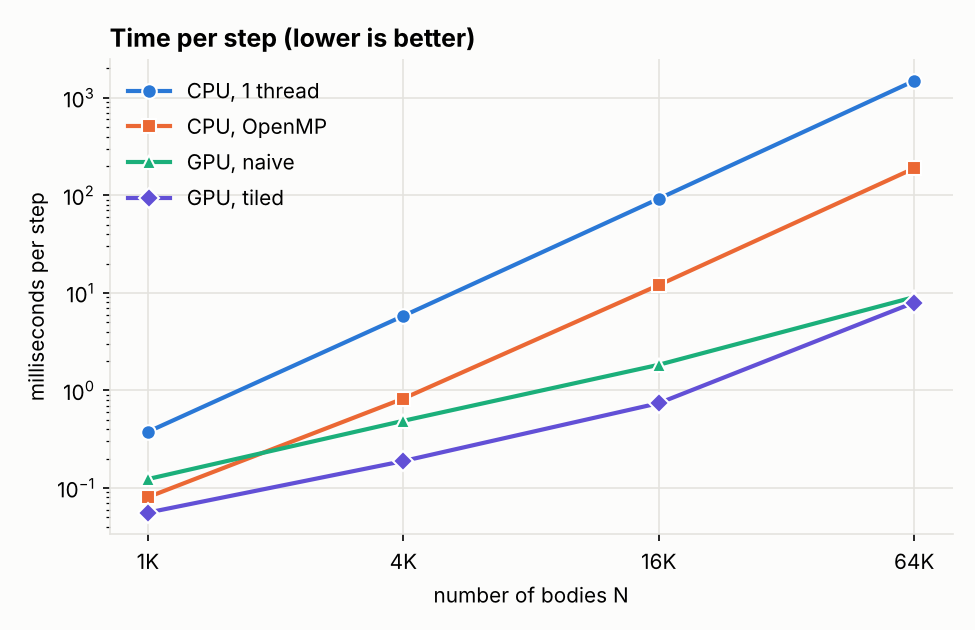 Time per step (lower is better)
CPU, 1 thread
CPU, OpenMP
GPU, naive
GPU, tiled
milliseconds per step
10³
10²
10¹
10⁰
10⁻¹
1K 4K 16K 64K
number of bodies N